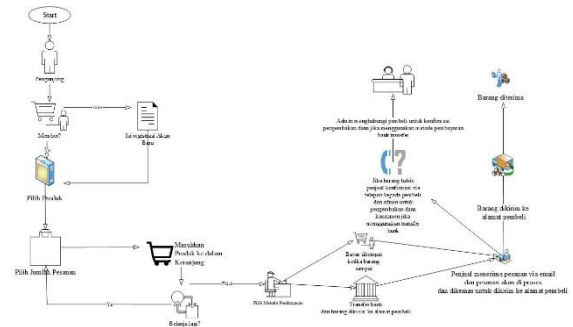 Start
Pengunjung
Member?
Tidak
Ya
Isi registrasi Akun
Baru
Pilih Produk
Pilih Jumlah Pesanan
Masukkan
Produk ke dalam
Keranjang
Ya
Tidak
Belanja lagi?
Pilih Metode Pembayaran
Bayar ditempat
ketika barang
sampai
Transfer bank
dan barang dikirim ke alamat pembeli
Admin menghubungi pembeli untuk konfirmasi
pengembalian dana jika menggunakan metode pembayaran
bank transfer
Jika barang habis
penjual konfirmasi via
telepon kepada pembeli
dan admin untuk
pengembalian dana
konsumen jika
menggunakan transfer
bank
Barang diterima
Barang dikirim ke
alamat pembeli
Penjual menerima pesanan via email
dan pesanan akan di proses
dan dikemas untuk dikirim ke alamat pembeli